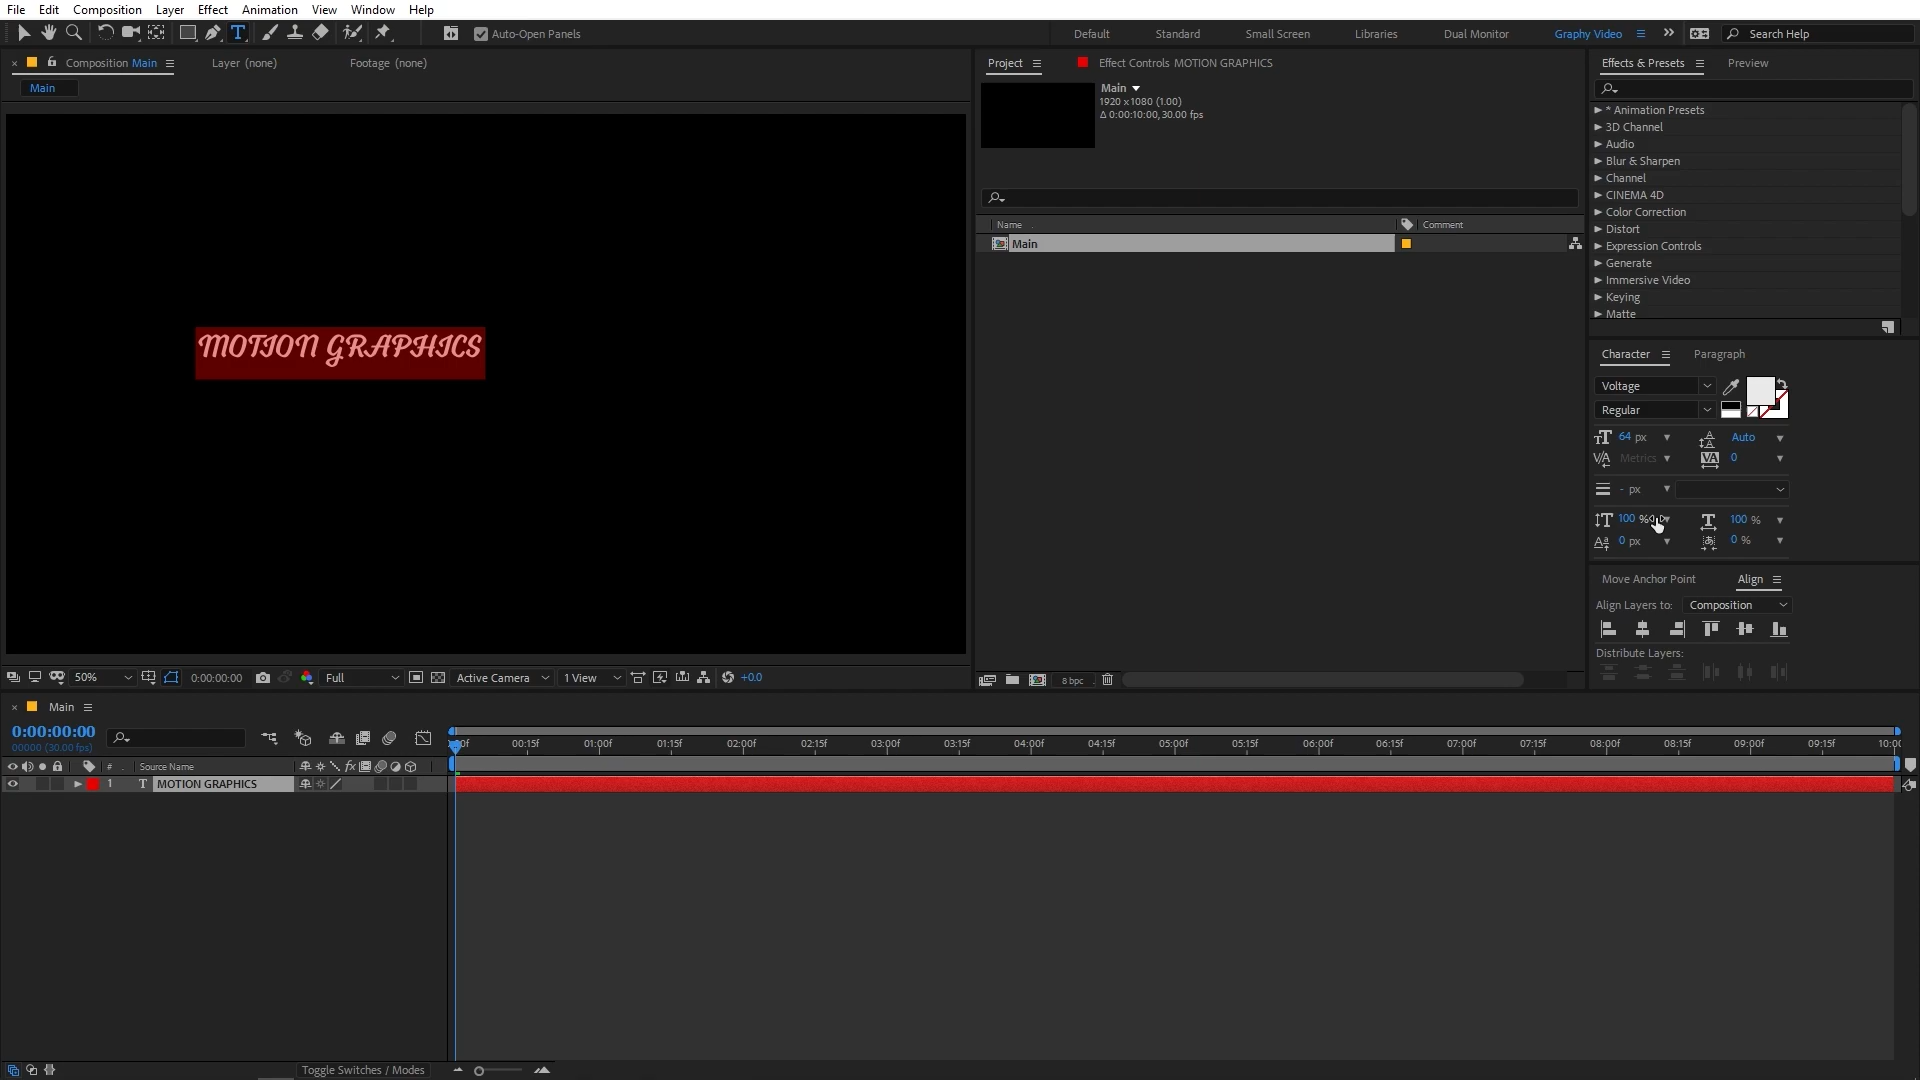 File Edit Composition Layer Effect Animation View Window Help
Auto-Open Panels
Default Standard Small Screen Libraries Dual Monitor Graphy Video
Search Help
Composition Main Layer (none) Footage (none)
Main
MOTION GRAPHICS
50% 0:00:00:00 Full Active Camera 1 View +0.0
Project Effect Controls MOTION GRAPHICS
Main
1920 x1080 (1.00)
Δ 0:00:10:00, 30.00 fps
Name Comment
Main
8 bpc
Effects & Presets Preview
* Animation Presets
3D Channel
Audio
Blur & Sharpen
Channel
CINEMA 4D
Color Correction
Distort
Expression Controls
Generate
Immersive Video
Keying
Matte
Character Paragraph
Voltage
Regular
64 px Auto
Metrics 0
- px
100 % 100 %
0 px 0 %
Move Anchor Point Align
Align Layers to: Composition
Distribute Layers:
Main
0:00:00:00
00000 (30.00 fps)
00:15f 01:00f 01:15f 02:00f 02:15f 03:00f 03:15f 04:00f 04:15f 05:00f 05:15f 06:00f 06:15f 07:00f 07:15f 08:00f 08:15f 09:00f 09:15f 10:00
# Source Name
1 T MOTION GRAPHICS
Toggle Switches / Modes